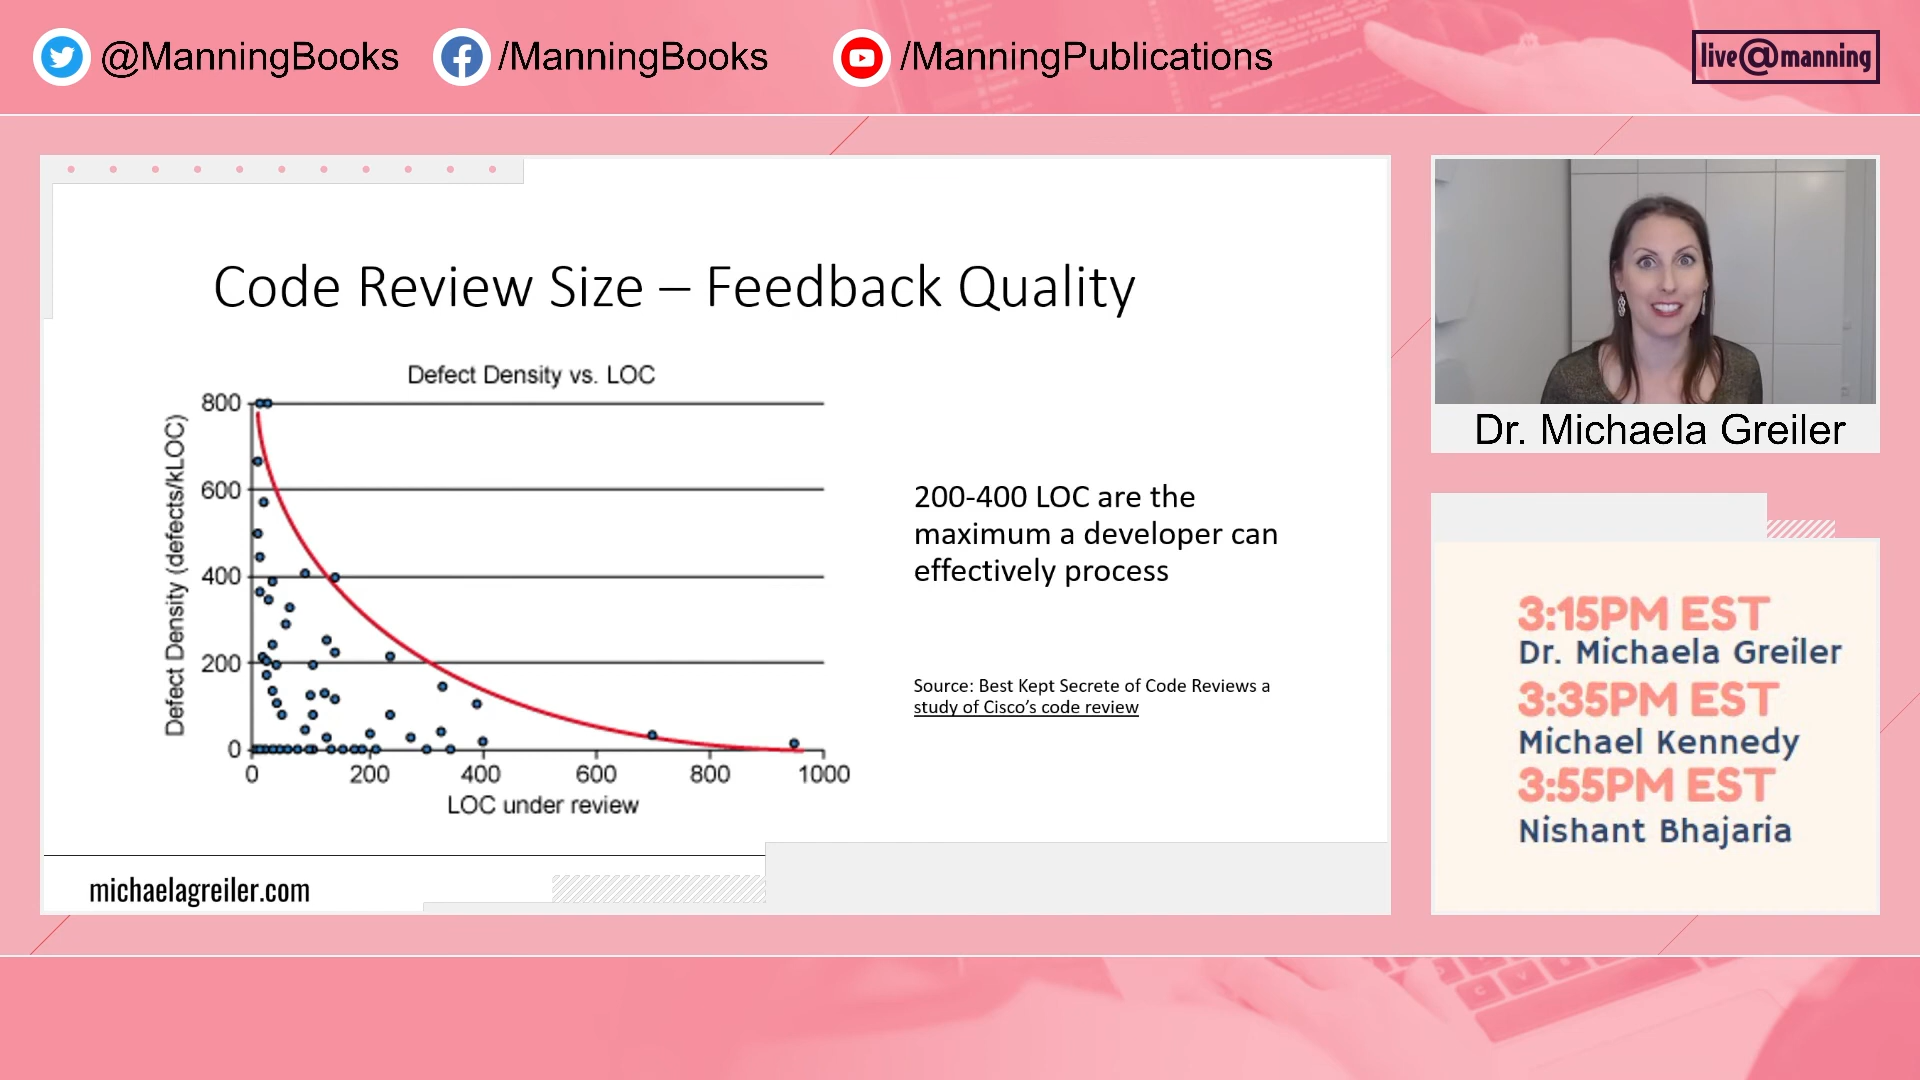 @ManningBooks
/ManningBooks
/ManningPublications
live@manning
Code Review Size – Feedback Quality
Defect Density vs. LOC
Defect Density (defects/kLOC)
800
600
400
200
0
0 200 400 600 800 1000
LOC under review
200-400 LOC are the
maximum a developer can
effectively process
Source: Best Kept Secrete of Code Reviews a
study of Cisco's code review
michaelagreiler.com
Dr. Michaela Greiler
3:15PM EST
Dr. Michaela Greiler
3:35PM EST
Michael Kennedy
3:55PM EST
Nishant Bhajaria